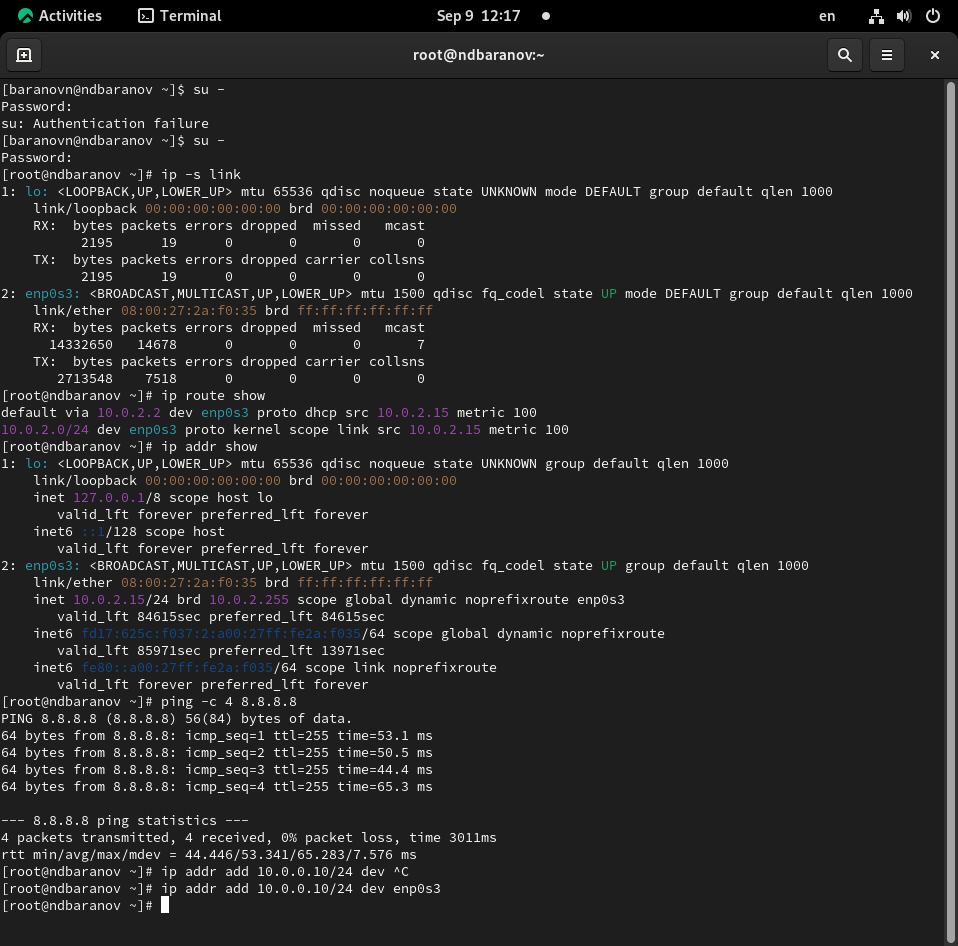 Activities Terminal Sep 9 12:17 en
root@ndbaranov:~
[baranovn@ndbaranov ~]$ su -
Password:
su: Authentication failure
[baranovn@ndbaranov ~]$ su -
Password:
[root@ndbaranov ~]# ip -s link
1: lo: <LOOPBACK,UP,LOWER_UP> mtu 65536 qdisc noqueue state UNKNOWN mode DEFAULT group default qlen 1000
    link/loopback 00:00:00:00:00:00 brd 00:00:00:00:00:00
    RX:  bytes packets errors dropped  missed   mcast
          2195      19      0       0       0       0
    TX:  bytes packets errors dropped carrier collsns
          2195      19      0       0       0       0
2: enp0s3: <BROADCAST,MULTICAST,UP,LOWER_UP> mtu 1500 qdisc fq_codel state UP mode DEFAULT group default qlen 1000
    link/ether 08:00:27:2a:f0:35 brd ff:ff:ff:ff:ff:ff
    RX:  bytes packets errors dropped  missed   mcast
      14332650   14678      0       0       0       7
    TX:  bytes packets errors dropped carrier collsns
       2713548    7518      0       0       0       0
[root@ndbaranov ~]# ip route show
default via 10.0.2.2 dev enp0s3 proto dhcp src 10.0.2.15 metric 100
10.0.2.0/24 dev enp0s3 proto kernel scope link src 10.0.2.15 metric 100
[root@ndbaranov ~]# ip addr show
1: lo: <LOOPBACK,UP,LOWER_UP> mtu 65536 qdisc noqueue state UNKNOWN group default qlen 1000
    link/loopback 00:00:00:00:00:00 brd 00:00:00:00:00:00
    inet 127.0.0.1/8 scope host lo
       valid_lft forever preferred_lft forever
    inet6 ::1/128 scope host
       valid_lft forever preferred_lft forever
2: enp0s3: <BROADCAST,MULTICAST,UP,LOWER_UP> mtu 1500 qdisc fq_codel state UP group default qlen 1000
    link/ether 08:00:27:2a:f0:35 brd ff:ff:ff:ff:ff:ff
    inet 10.0.2.15/24 brd 10.0.2.255 scope global dynamic noprefixroute enp0s3
       valid_lft 84615sec preferred_lft 84615sec
    inet6 fd17:625c:f037:2:a00:27ff:fe2a:f035/64 scope global dynamic noprefixroute
       valid_lft 85971sec preferred_lft 13971sec
    inet6 fe80::a00:27ff:fe2a:f035/64 scope link noprefixroute
       valid_lft forever preferred_lft forever
[root@ndbaranov ~]# ping -c 4 8.8.8.8
PING 8.8.8.8 (8.8.8.8) 56(84) bytes of data.
64 bytes from 8.8.8.8: icmp_seq=1 ttl=255 time=53.1 ms
64 bytes from 8.8.8.8: icmp_seq=2 ttl=255 time=50.5 ms
64 bytes from 8.8.8.8: icmp_seq=3 ttl=255 time=44.4 ms
64 bytes from 8.8.8.8: icmp_seq=4 ttl=255 time=65.3 ms

--- 8.8.8.8 ping statistics ---
4 packets transmitted, 4 received, 0% packet loss, time 3011ms
rtt min/avg/max/mdev = 44.446/53.341/65.283/7.576 ms
[root@ndbaranov ~]# ip addr add 10.0.0.10/24 dev ^C
[root@ndbaranov ~]# ip addr add 10.0.0.10/24 dev enp0s3
[root@ndbaranov ~]#